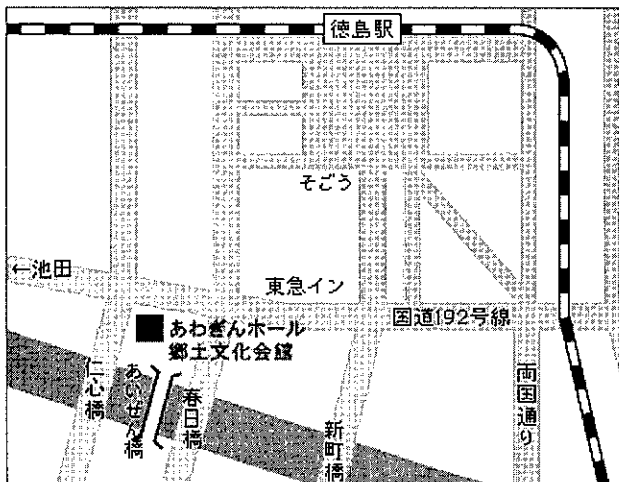 徳島駅
そごう
←池田
東急イン
国道192号線
あわぎんホール
郷土文化会館
仁心橋
あいせん橋
春日橋
新町橋
両国通り